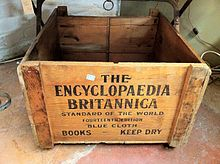 THE
ENCYCLOPAEDIA
BRITANNICA
STANDARD OF THE WORLD
FOURTEENTH EDITION
BLUE CLOTH
BOOKS KEEP DRY